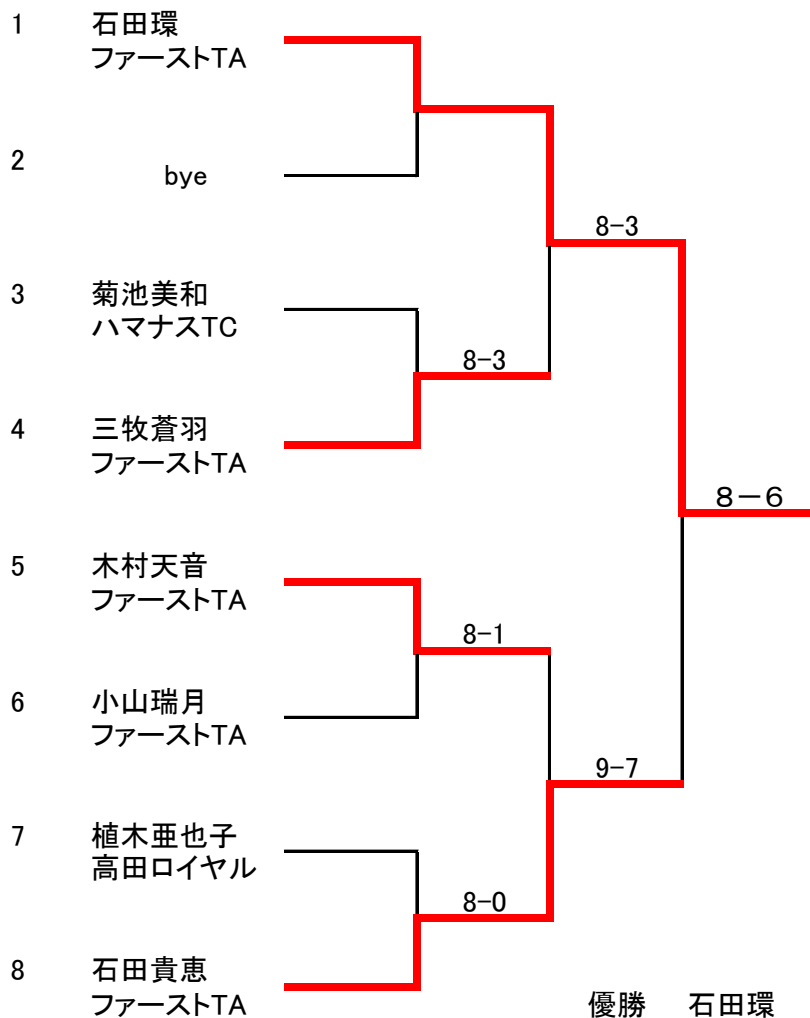 1 石田環
ファーストTA
2 bye
8-3
3 菊池美和
ハマナスTC
8-3
4 三牧蒼羽
ファーストTA
８－６
5 木村天音
ファーストTA
8-1
6 小山瑞月
ファーストTA
9-7
7 植木亜也子
高田ロイヤル
8-0
8 石田貴恵
ファーストTA
優勝 石田環